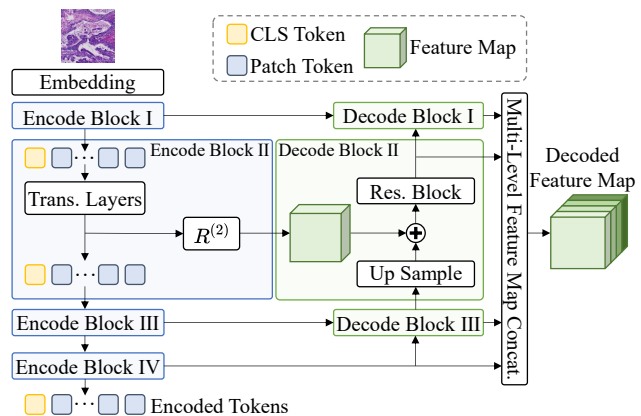 CLS Token
Patch Token
Feature Map
Embedding
Encode Block I
Decode Block I
Encode Block II
Decode Block II
Trans. Layers
R^{(2)}
Res. Block
Up Sample
Encode Block III
Decode Block III
Encode Block IV
Encoded Tokens
Multi-Level Feature Map Concat.
Decoded
Feature Map